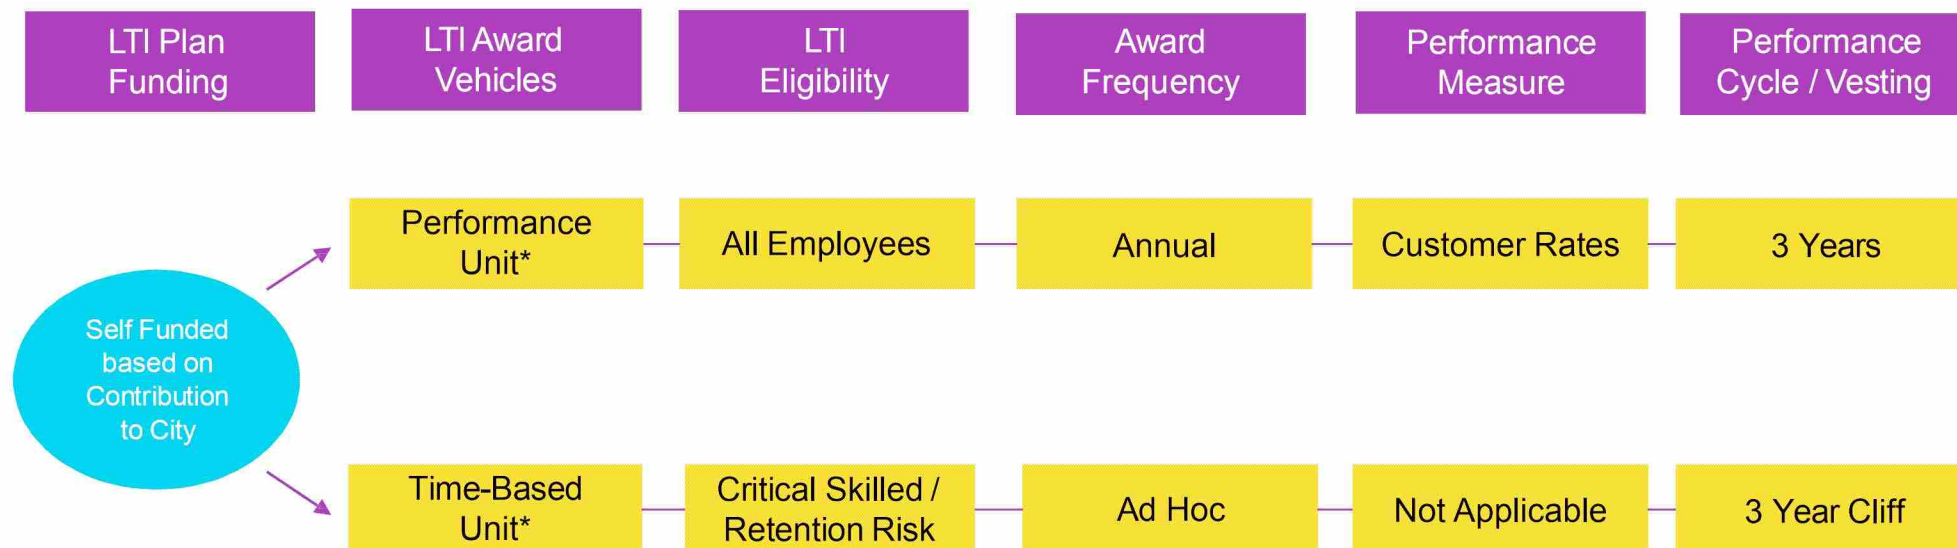 LTI Plan
Funding
LTI Award
Vehicles
LTI
Eligibility
Award
Frequency
Performance
Measure
Performance
Cycle / Vesting
Performance
Unit*
All Employees
Annual
Customer Rates
3 Years
Self Funded
based on
Contribution
to City
Time-Based
Unit*
Critical Skilled /
Retention Risk
Ad Hoc
Not Applicable
3 Year Cliff